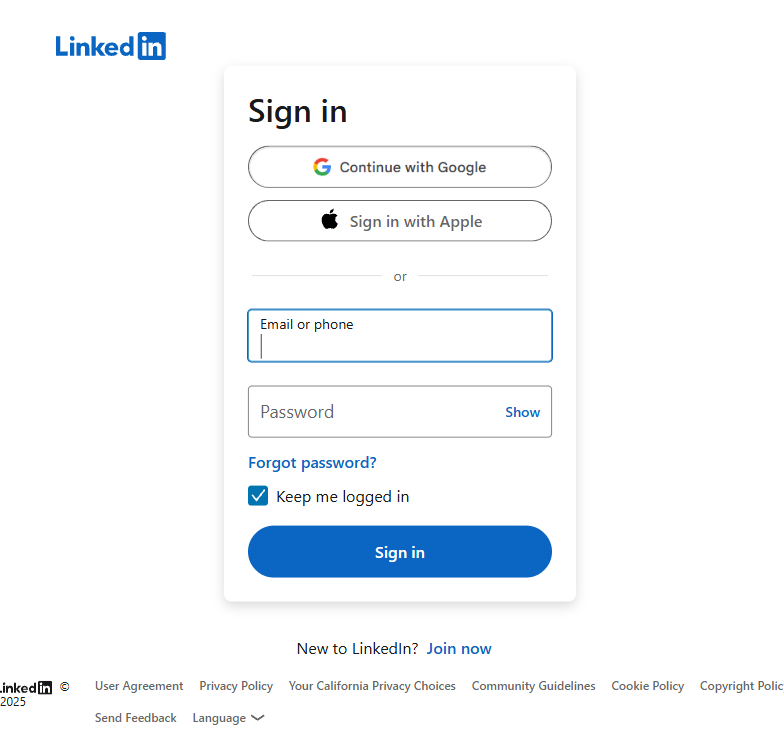 Linkedin
Sign in
Continue with Google
Sign in with Apple
or
Email or phone
Password Show
Forgot password?
Keep me logged in
Sign in
New to LinkedIn? Join now
Linkedin © User Agreement Privacy Policy Your California Privacy Choices Community Guidelines Cookie Policy Copyright Polic
2025
Send Feedback Language